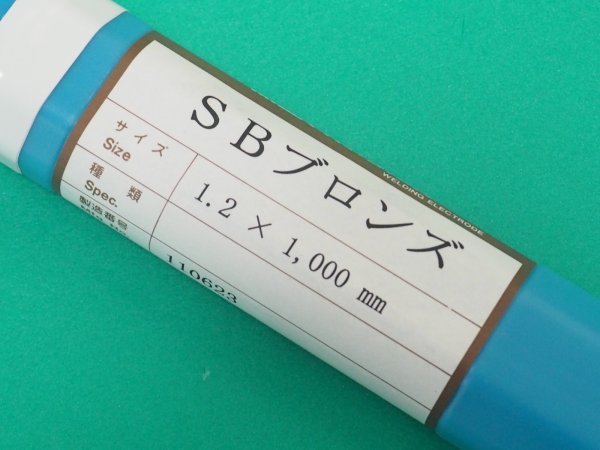 WELDING ELECTRODE
SBブロンズ
サイズ
Size
1.2 × 1,000 mm
種類
Spec.
製造番号
110623